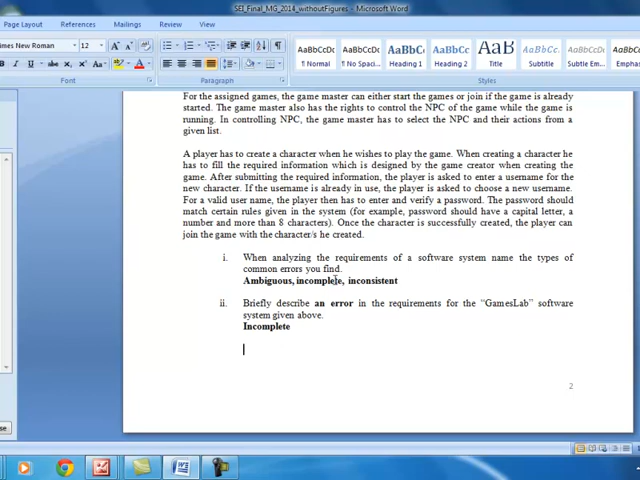 SEI_Final_MG_2014_withoutFigures - Microsoft Word
Page Layout References Mailings Review View
imes New Roman 12
Font Paragraph Styles
AaBbCcDc AaBbCcDc AaBbCc AaBbCc AaB AaBbCcL AaBbCcDc AaBbCcDc
¶ Normal ¶ No Spaci... Heading 1 Heading 2 Title Subtitle Subtle Em... Emphasis
For the assigned games, the game master can either start the games or join if the game is already
started. The game master also has the rights to control the NPC of the game while the game is
running. In controlling NPC, the game master has to select the NPC and their actions from a
given list.
A player has to create a character when he wishes to play the game. When creating a character he
has to fill the required information which is designed by the game creator when creating the
game. After submitting the required information, the player is asked to enter a username for the
new character. If the username is already in use, the player is asked to choose a new username.
For a valid user name, the player then has to enter and verify a password. The password should
match certain rules given in the system (for example, password should have a capital letter, a
number and more than 8 characters). Once the character is successfully created, the player can
join the game with the character/s he created.
i. When analyzing the requirements of a software system name the types of
common errors you find.
Ambiguous, incomplete, inconsistent
ii. Briefly describe an error in the requirements for the “GamesLab” software
system given above.
Incomplete
2
se